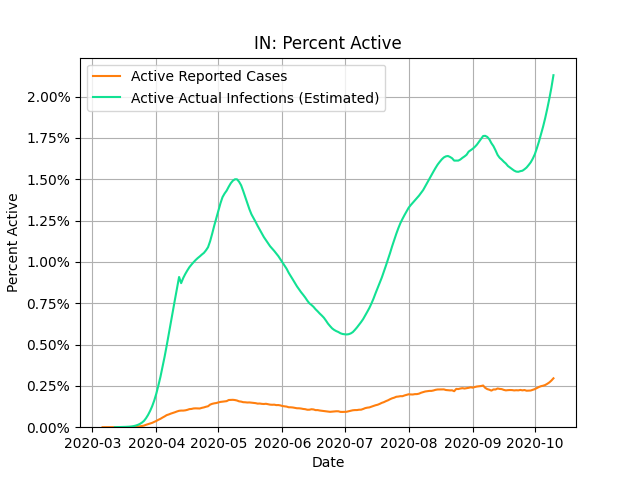 IN: Percent Active
Active Reported Cases
Active Actual Infections (Estimated)
Percent Active
2.00%
1.75%
1.50%
1.25%
1.00%
0.75%
0.50%
0.25%
0.00%
2020-03 2020-04 2020-05 2020-06 2020-07 2020-08 2020-09 2020-10
Date